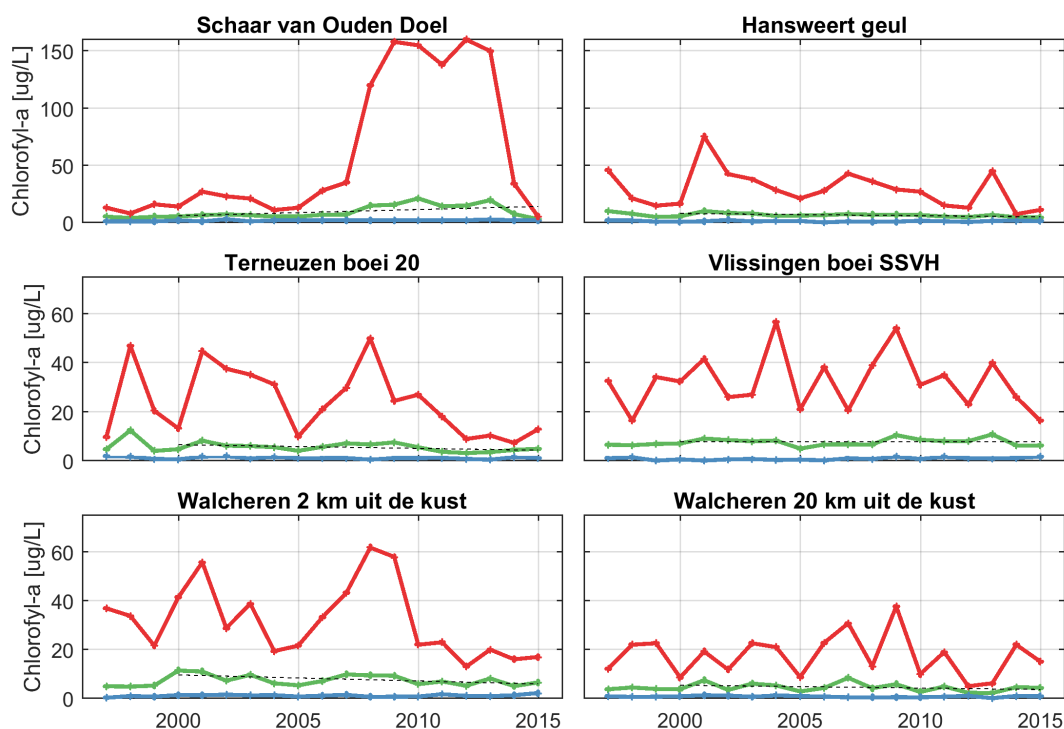 Schaar van Ouden Doel
Hansweert geul
Chlorofyl-a [ug/L]
150
100
50
0
Terneuzen boei 20
Vlissingen boei SSVH
Chlorofyl-a [ug/L]
60
40
20
0
Walcheren 2 km uit de kust
Walcheren 20 km uit de kust
Chlorofyl-a [ug/L]
60
40
20
0
2000 2005 2010 2015 2000 2005 2010 2015